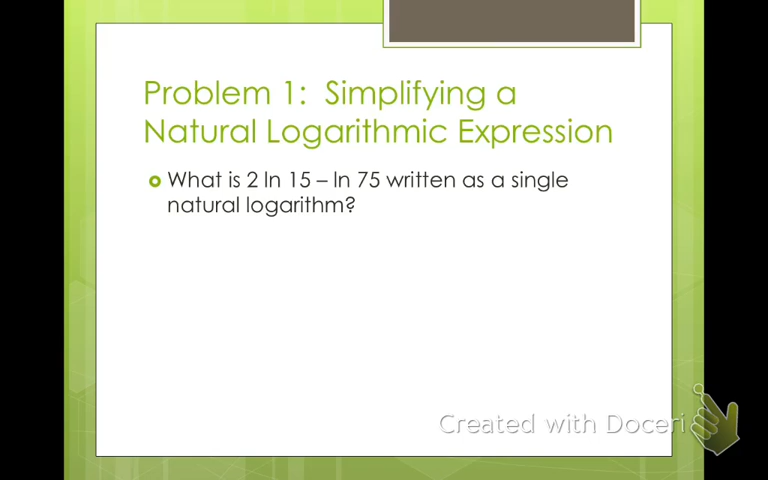 Problem 1:  Simplifying a
Natural Logarithmic Expression
What is 2 ln 15 – ln 75 written as a single
natural logarithm?
Created with Doceri